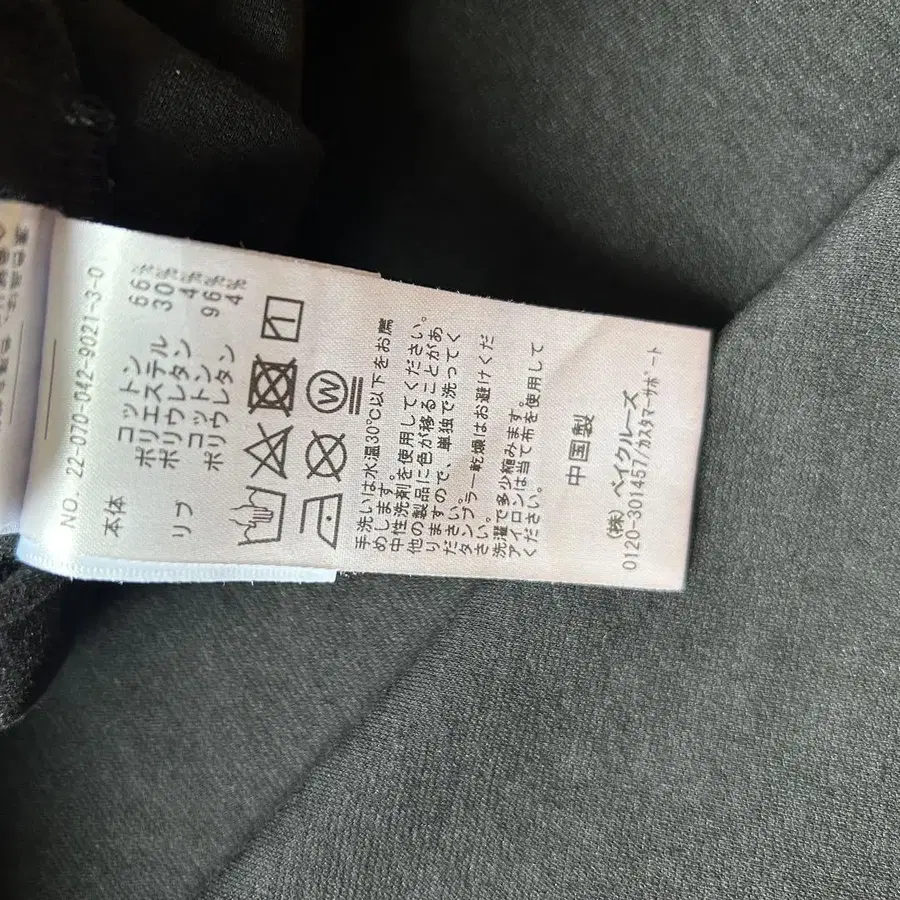 NO. 22-070-042-9021-3-0
本体
コットン 66%
ポリエステル 30%
ポリウレタン 4%
リブ
コットン 96%
ポリウレタン 4%
W
手洗いは水温30℃以下をお薦
めします。
中性洗剤を使用してください。
他の製品に色が移ることがあ
りますので、単独で洗ってく
ださい。
タンブラー乾燥はお避けくだ
さい。
洗濯で多少縮みます。
アイロンは当て布を使用して
ください。
中国製
(株) ベイクルーズ
0120-301457/カスタマーサポート